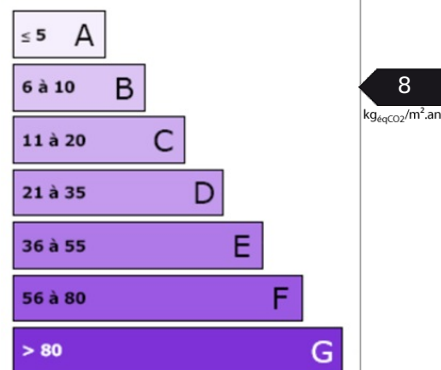 ≤ 5 A
6 à 10 B
8
kgéqCO2/m².an
11 à 20 C
21 à 35 D
36 à 55 E
56 à 80 F
> 80 G